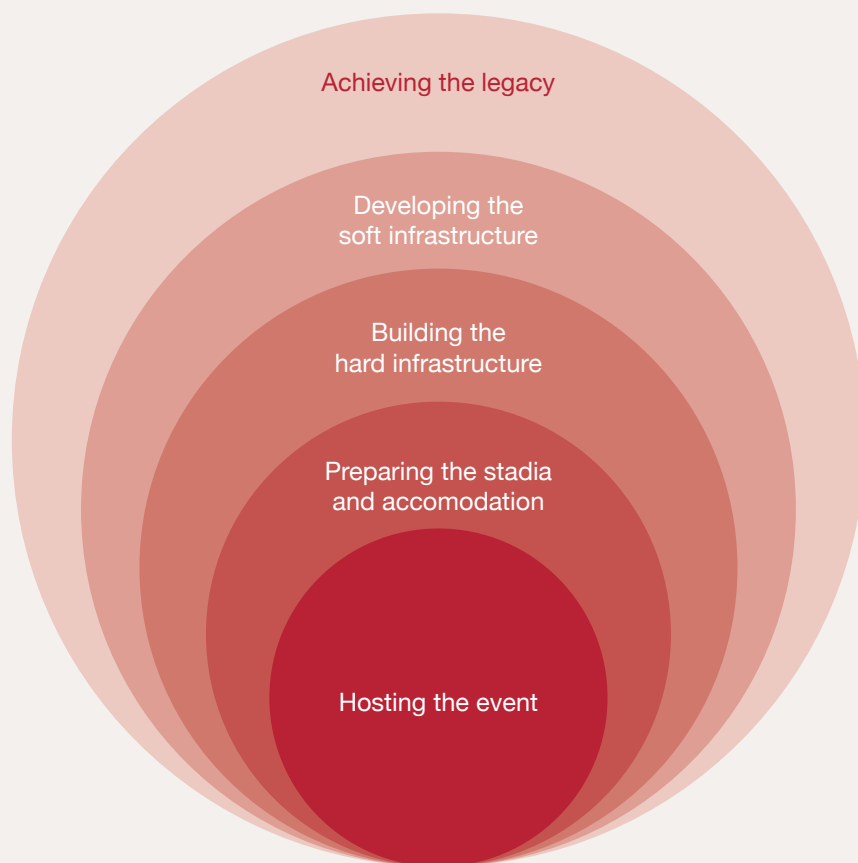 Achieving the legacy
Developing the
soft infrastructure
Building the
hard infrastructure
Preparing the stadia
and accomodation
Hosting the event